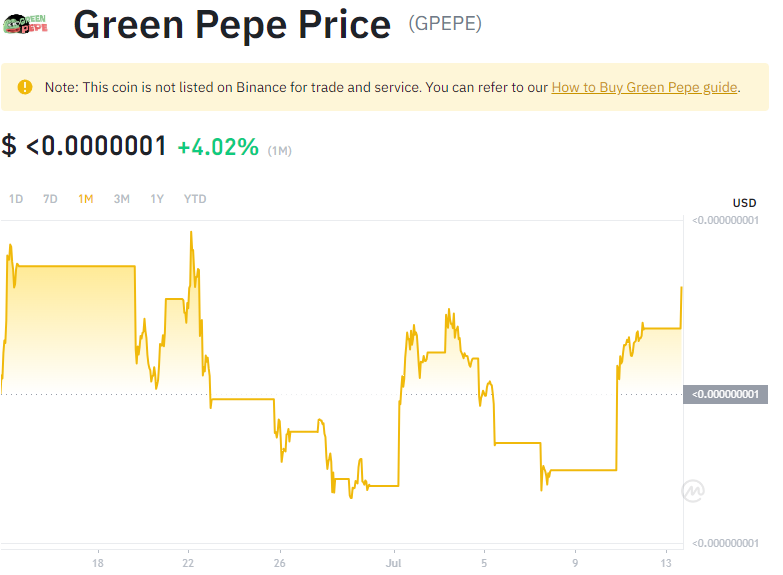 GREEN
PEPE
Green Pepe Price (GPEPE)
Note: This coin is not listed on Binance for trade and service. You can refer to our How to Buy Green Pepe guide.
$ <0.0000001 +4.02% (1M)
1D 7D 1M 3M 1Y YTD
USD
<0.000000001
<0.000000001
<0.000000001
18 22 26 Jul 5 9 13